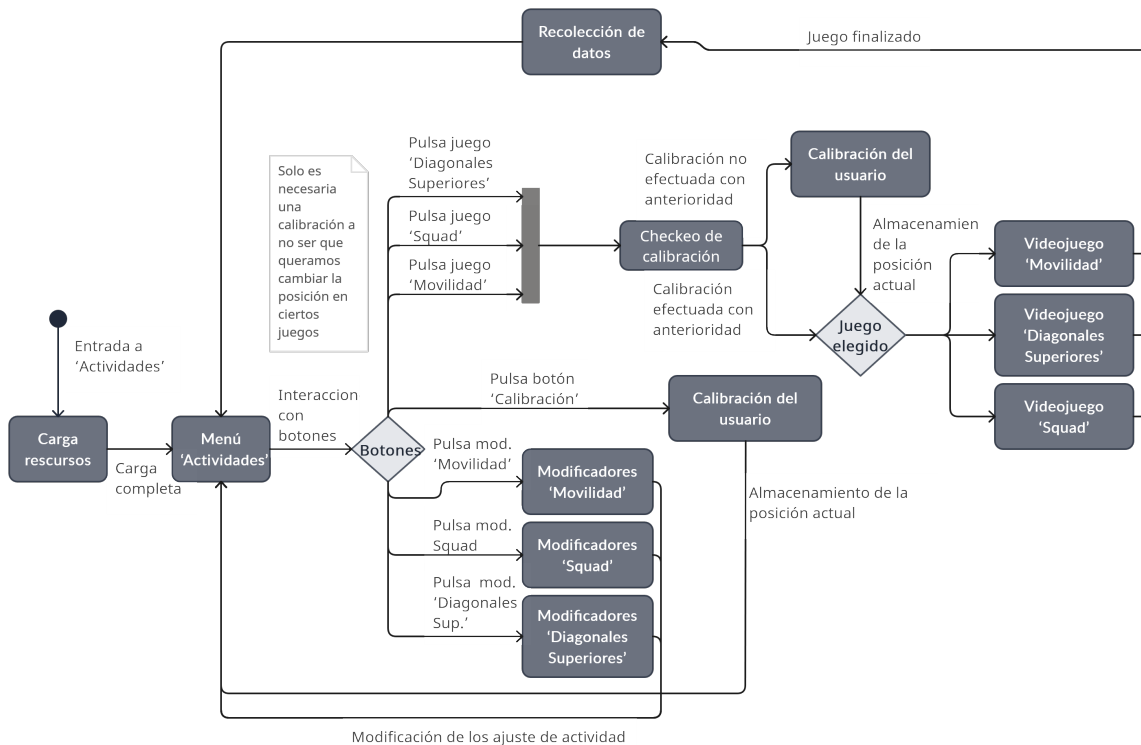 Recolección de
datos
Juego finalizado
Pulsa juego
‘Diagonales
Superiores’
Solo es
necesaria
una
calibración a
no ser que
queramos
cambiar la
posición en
ciertos
juegos
Pulsa juego
‘Squad’
Pulsa juego
‘Movilidad’
Calibración no
efectuada con
anterioridad
Checkeo de
calibración
Calibración
efectuada con
anterioridad
Calibración del
usuario
Almacenamien
de la
posición
actual
Juego
elegido
Videojuego
‘Movilidad’
Videojuego
‘Diagonales
Superiores’
Videojuego
‘Squad’
Entrada a
‘Actividades’
Carga
rescursos
Carga
completa
Menú
‘Actividades’
Interaccion
con
botones
Botones
Pulsa botón
‘Calibración’
Calibración del
usuario
Pulsa mod.
‘Movilidad’
Modificadores
‘Movilidad’
Almacenamiento de la
posición actual
Pulsa mod.
Squad
Modificadores
‘Squad’
Pulsa mod.
’Diagonales
Sup.’
Modificadores
‘Diagonales
Superiores’
Modificación de los ajuste de actividad